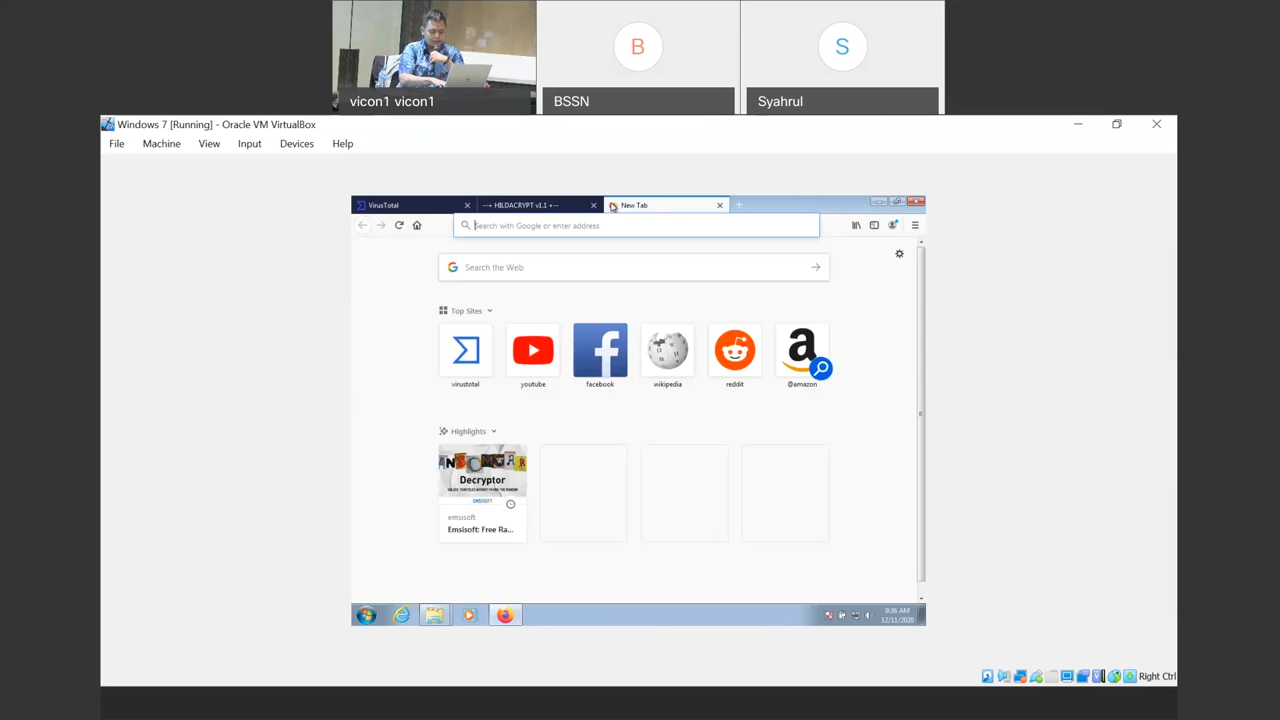 vicon1 vicon1
B
BSSN
S
Syahrul
Windows 7 [Running] - Oracle VM VirtualBox
File Machine View Input Devices Help
VirusTotal
--+ HILDACRYPT v1.1 +--
New Tab
Search with Google or enter address
Search the Web
Top Sites
virustotal
youtube
facebook
wikipedia
reddit
@amazon
Highlights
Decryptor
EMSISOFT
emsisoft
Emsisoft: Free Ra...
9:36 AM
12/11/2020
Right Ctrl